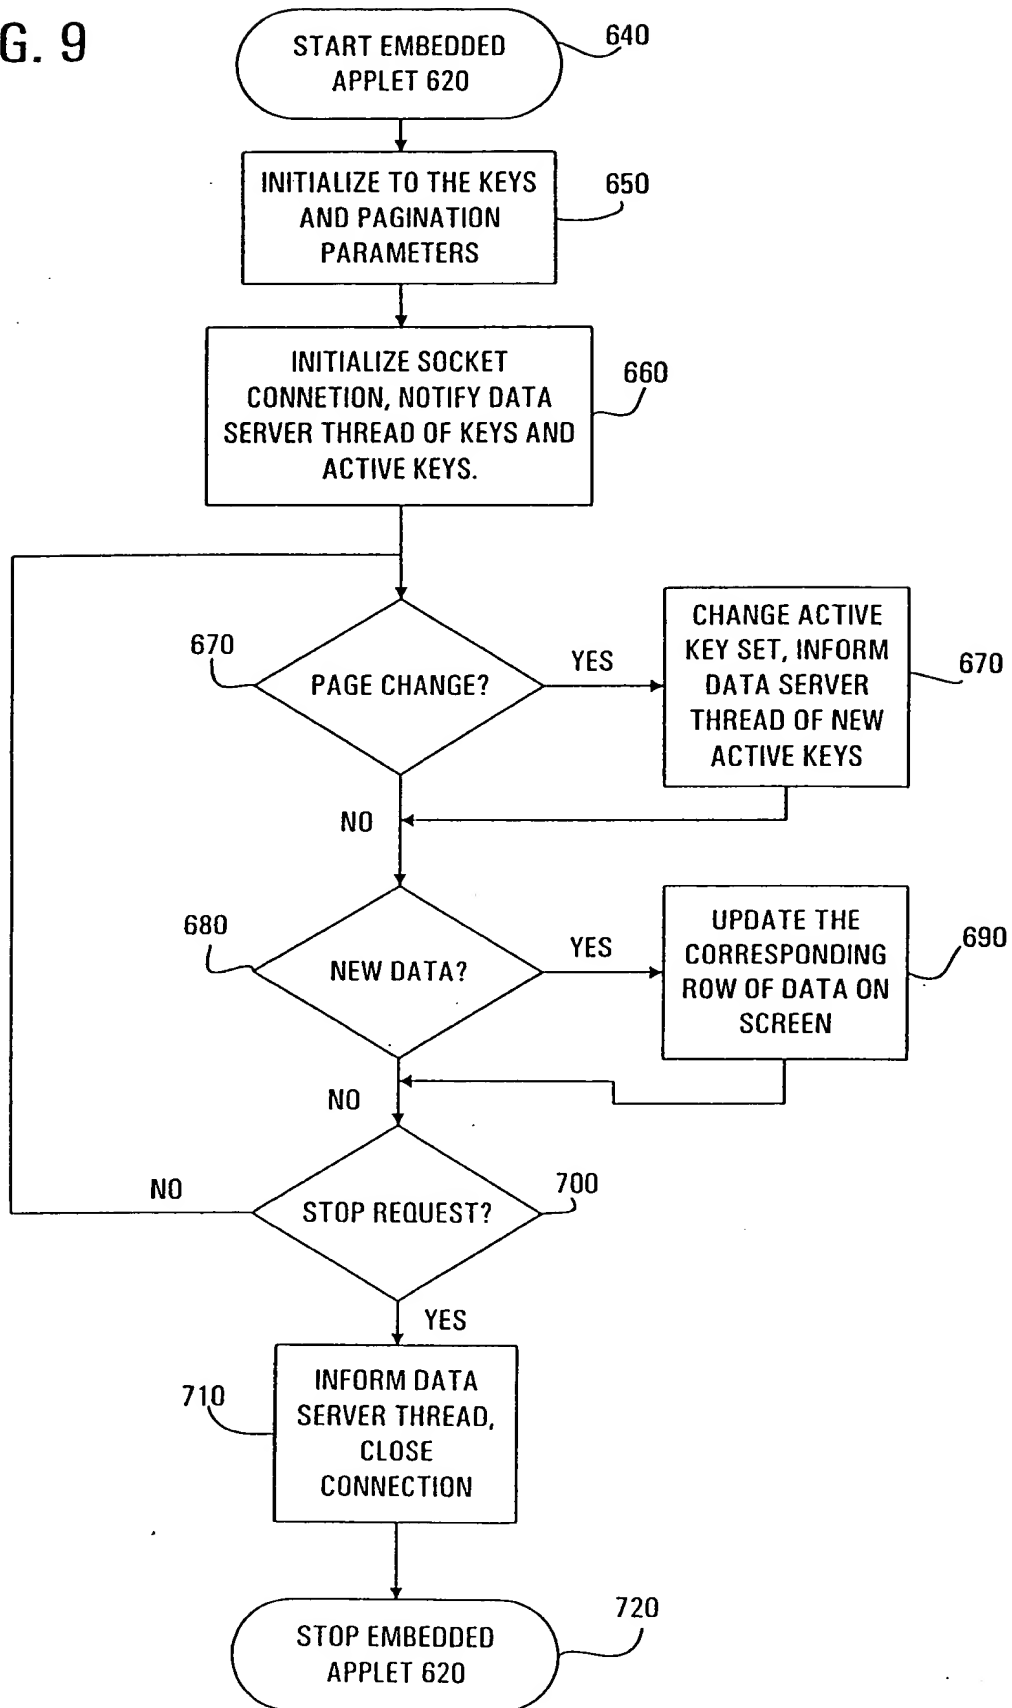 G. 9
START EMBEDDED
APPLET 620
640
INITIALIZE TO THE KEYS
AND PAGINATION
PARAMETERS
650
INITIALIZE SOCKET
CONNETION, NOTIFY DATA
SERVER THREAD OF KEYS AND
ACTIVE KEYS.
660
670
PAGE CHANGE?
YES
CHANGE ACTIVE
KEY SET, INFORM
DATA SERVER
THREAD OF NEW
ACTIVE KEYS
670
NO
680
NEW DATA?
YES
UPDATE THE
CORRESPONDING
ROW OF DATA ON
SCREEN
690
NO
NO
STOP REQUEST?
700
YES
710
INFORM DATA
SERVER THREAD,
CLOSE
CONNECTION
STOP EMBEDDED
APPLET 620
720